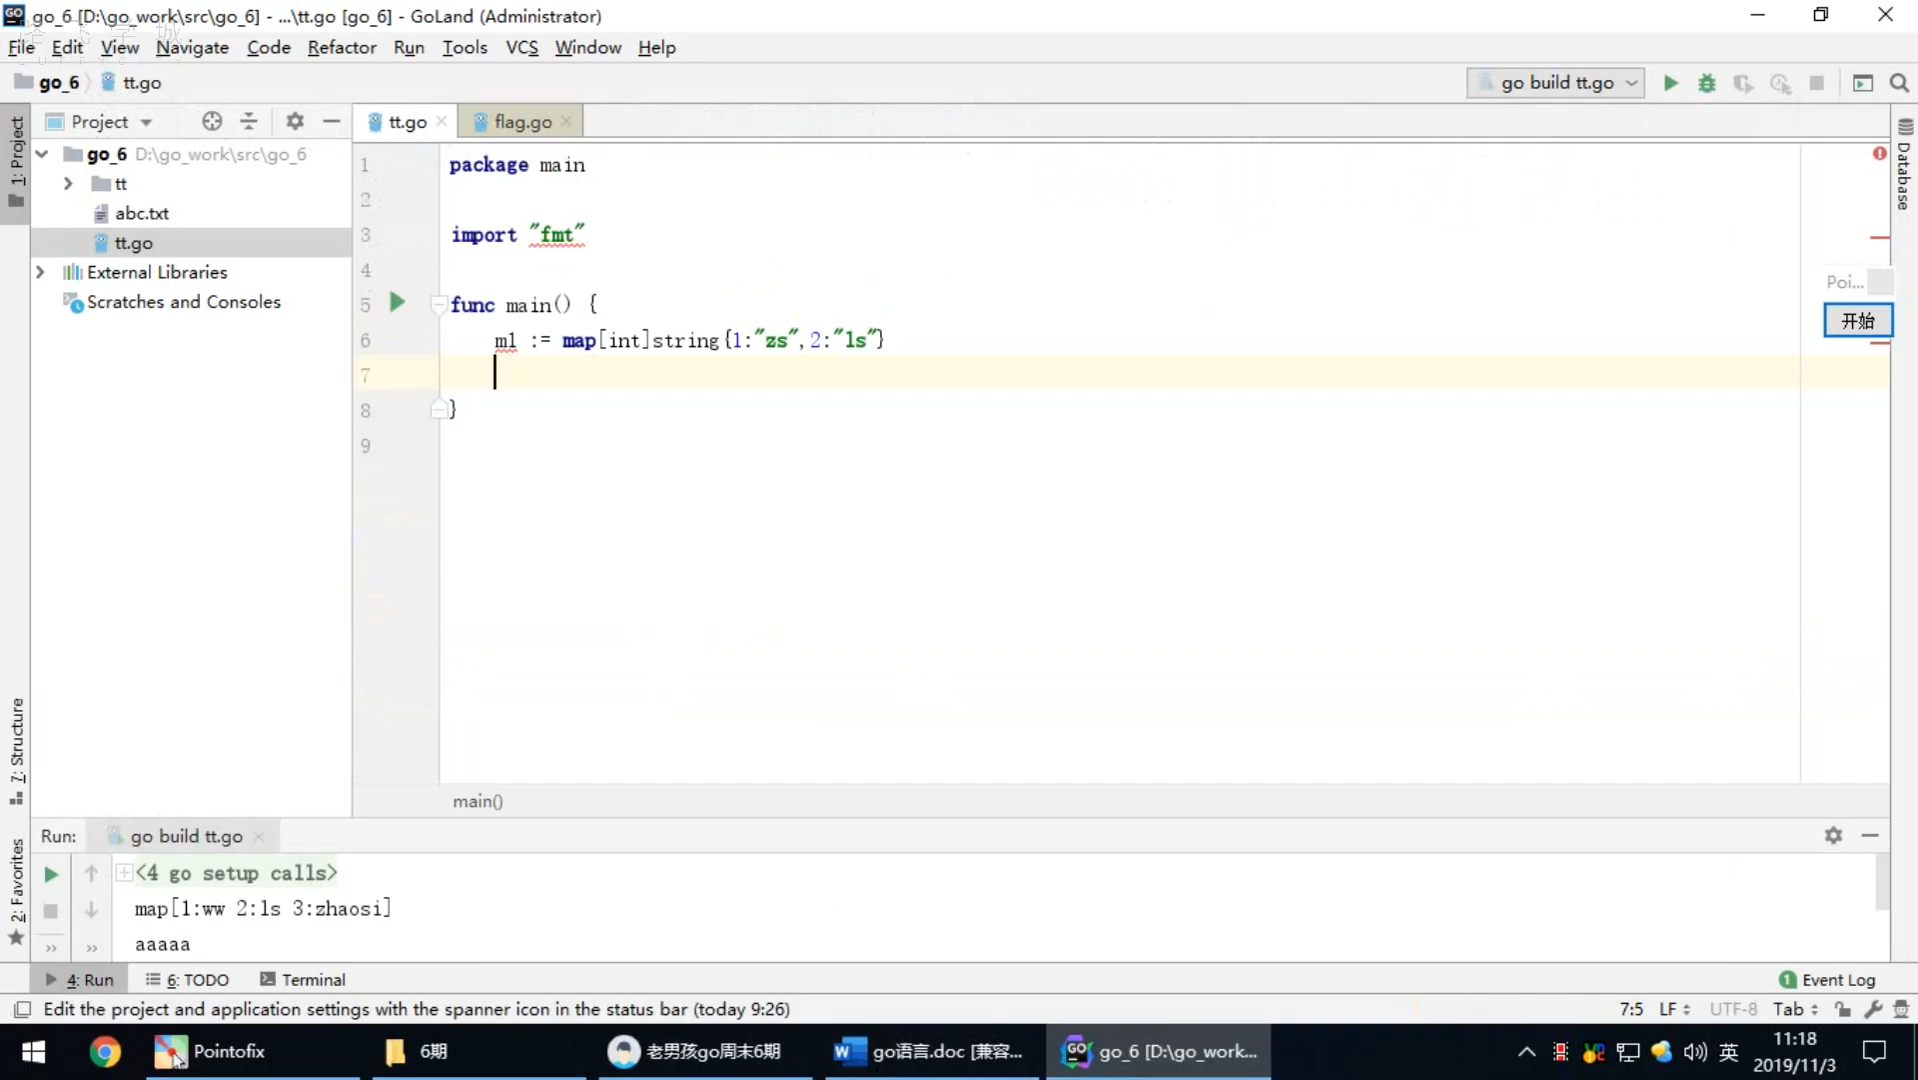 go_6 [D:\go_work\src\go_6] - ...\tt.go [go_6] - GoLand (Administrator)
File Edit View Navigate Code Refactor Run Tools VCS Window Help
go_6 tt.go
go build tt.go
Project
tt.go
flag.go
1: Project
go_6 D:\go_work\src\go_6
tt
abc.txt
tt.go
External Libraries
Scratches and Consoles
1 package main
2
3 import "fmt"
4
5 func main() {
6 m1 := map[int]string{1:"zs",2:"ls"}
7
8 }
9
Database
Poi...
开始
7: Structure
2: Favorites
main()
Run: go build tt.go
<4 go setup calls>
map[1:ww 2:ls 3:zhaosi]
aaaaa
4: Run 6: TODO Terminal
1 Event Log
Edit the project and application settings with the spanner icon in the status bar (today 9:26)
7:5 LF UTF-8 Tab
Pointofix
6期
老男孩go周末6期
go语言.doc [兼容...
go_6 [D:\go_work...
英
11:18
2019/11/3